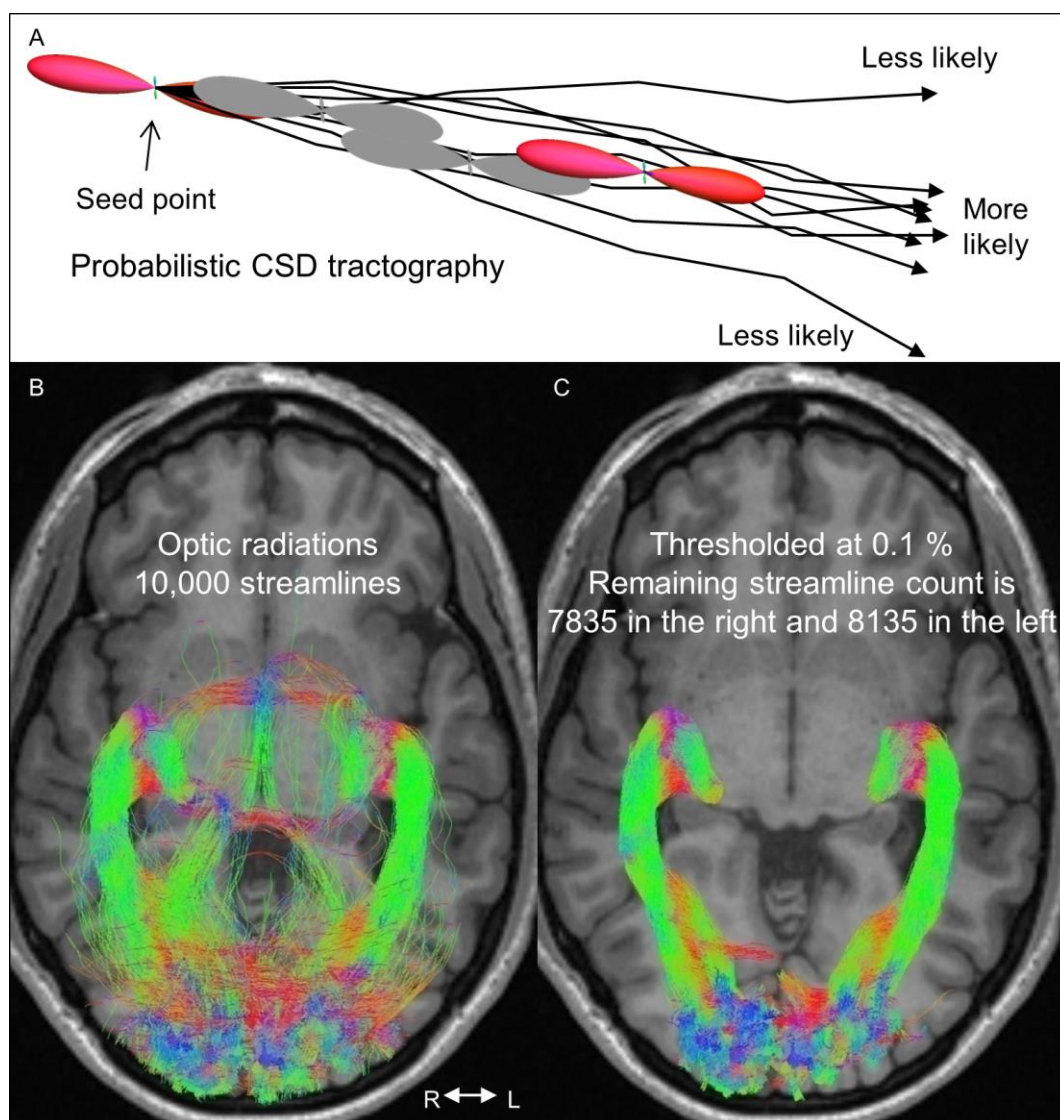 A
Less likely
Seed point
More
likely
Probabilistic CSD tractography
Less likely
B
Optic radiations
10,000 streamlines
R L
C
Thresholded at 0.1 %
Remaining streamline count is
7835 in the right and 8135 in the left